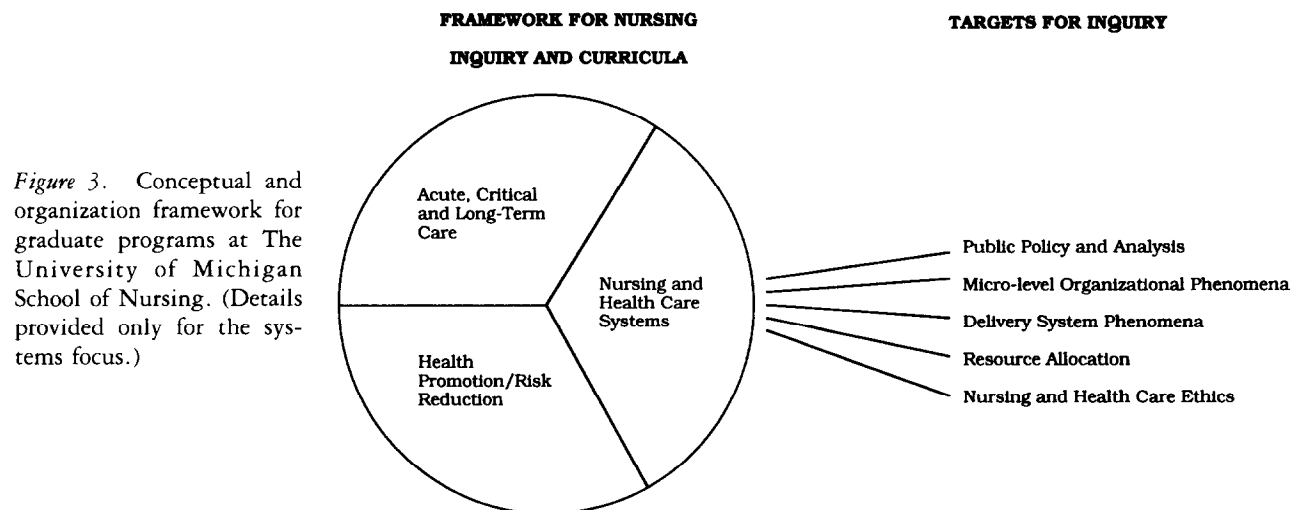 FRAMEWORK FOR NURSING
INQUIRY AND CURRICULA
TARGETS FOR INQUIRY
Figure 3. Conceptual and
organization framework for
graduate programs at The
University of Michigan
School of Nursing. (Details
provided only for the sys-
tems focus.)
Acute, Critical
and Long-Term
Care
Health
Promotion/Risk
Reduction
Nursing and
Health Care
Systems
Public Policy and Analysis
Micro-level Organizational Phenomena
Delivery System Phenomena
Resource Allocation
Nursing and Health Care Ethics